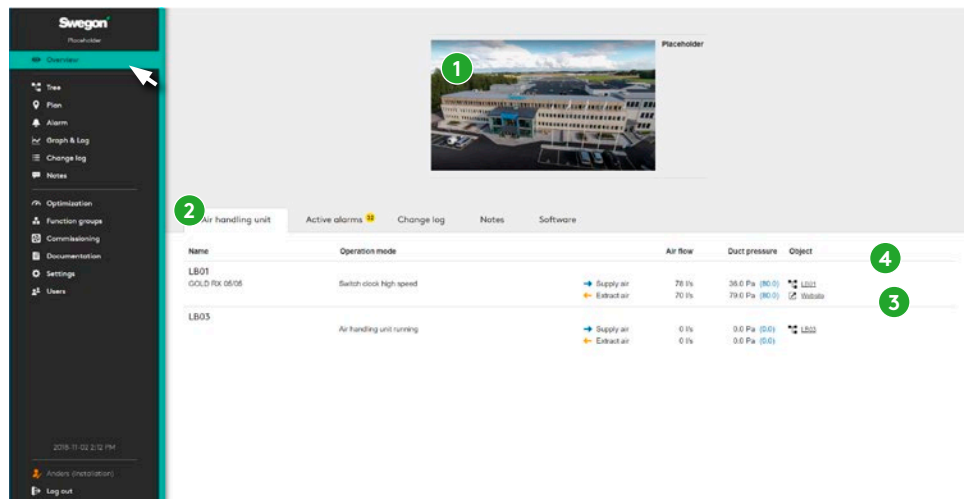 Swegon
Placeholder
Overview
Tree
Plan
Alarm
Graph & Log
Change log
Notes
Optimization
Function groups
Commissioning
Documentation
Settings
Users
2018-11-02 2:12 PM
Anders (Installation)
Log out
Placeholder
1
2
Air handling unit Active alarms Change log Notes Software
Name Operation mode Air flow Duct pressure Object
4
LB01
GOLD RX 05/05 Switch clock high speed Supply air 78 l/s 36.0 Pa (80.0) LB01
Extract air 70 l/s 79.0 Pa (80.0) Website
3
LB03
Air handling unit running Supply air 0 l/s 0.0 Pa (0.0) LB03
Extract air 0 l/s 0.0 Pa (0.0)